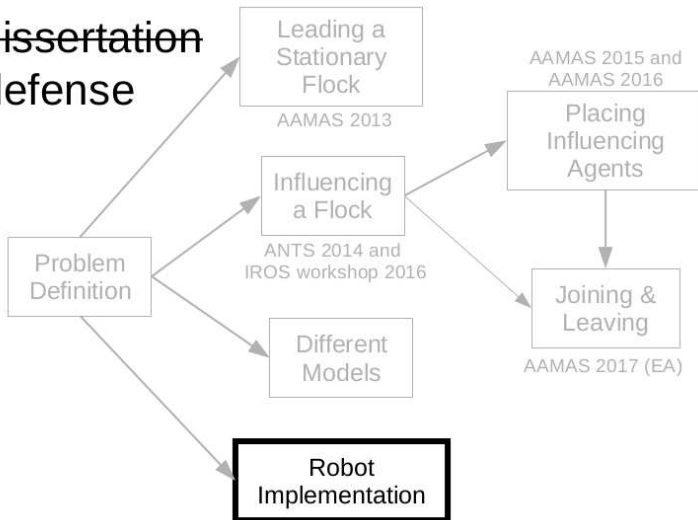 issertation
defense
Leading a
Stationary
Flock
AAMAS 2013
AAMAS 2015 and
AAMAS 2016
Placing
Influencing
Agents
Influencing
a Flock
ANTS 2014 and
IROS workshop 2016
Problem
Definition
Joining &
Leaving
AAMAS 2017 (EA)
Different
Models
Robot
Implementation